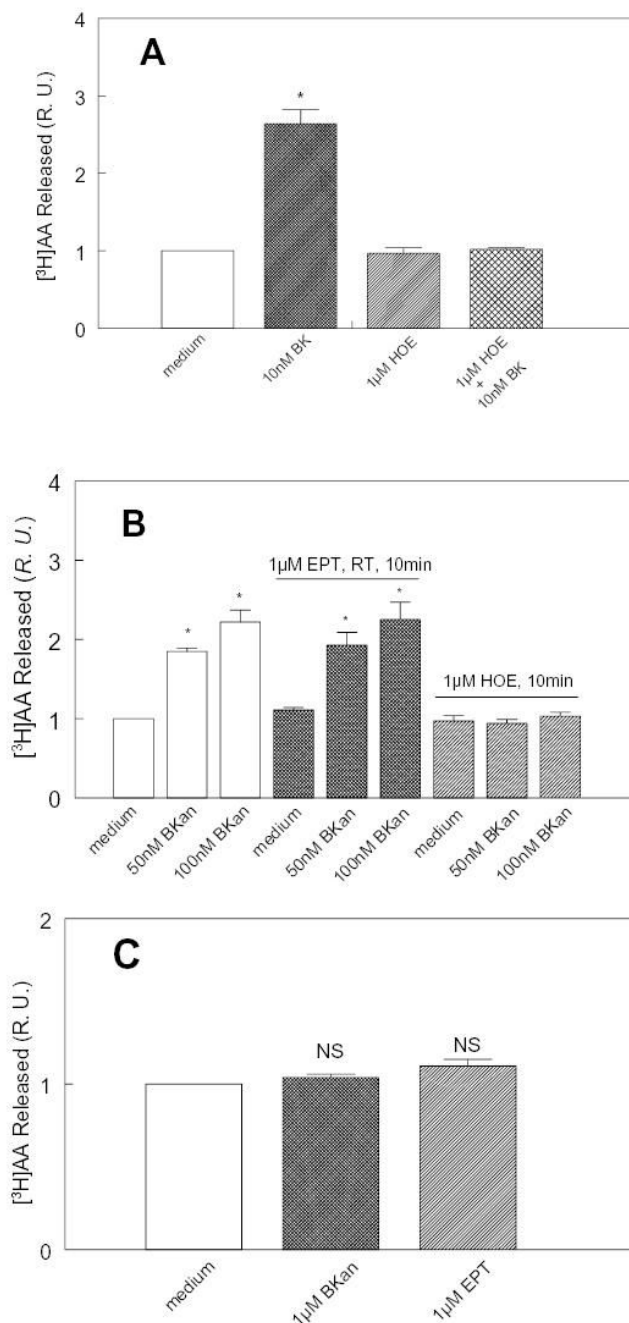 A
[³H]AA Released (R. U.)
4
3
2
1
0
*
medium
10nM BK
1µM HOE
1µM HOE
+
10nM BK
B
[³H]AA Released (R. U.)
4
3
2
1
0
1µM EPT, RT, 10min
* * * *
1µM HOE, 10min
medium
50nM BKan
100nM BKan
medium
50nM BKan
100nM BKan
medium
50nM BKan
100nM BKan
C
[³H]AA Released (R. U.)
2
1
0
NS
NS
medium
1µM BKan
1µM EPT